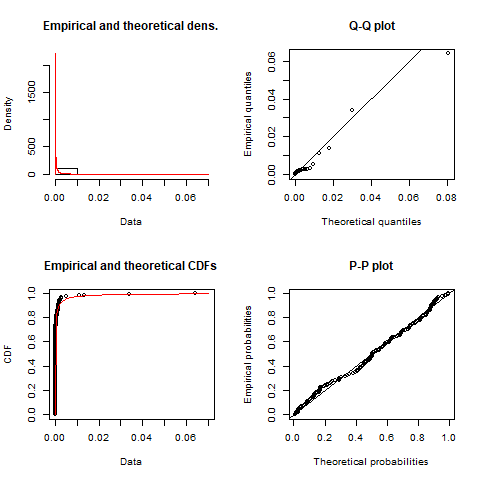 Empirical and theoretical dens.
Density
0 500 1500
0.00 0.02 0.04 0.06
Data
Q-Q plot
Empirical quantiles
0.00 0.02 0.04 0.06
0.00 0.02 0.04 0.06 0.08
Theoretical quantiles
Empirical and theoretical CDFs
CDF
0.0 0.2 0.4 0.6 0.8 1.0
0.00 0.02 0.04 0.06
Data
P-P plot
Empirical probabilities
0.0 0.2 0.4 0.6 0.8 1.0
0.0 0.2 0.4 0.6 0.8 1.0
Theoretical probabilities